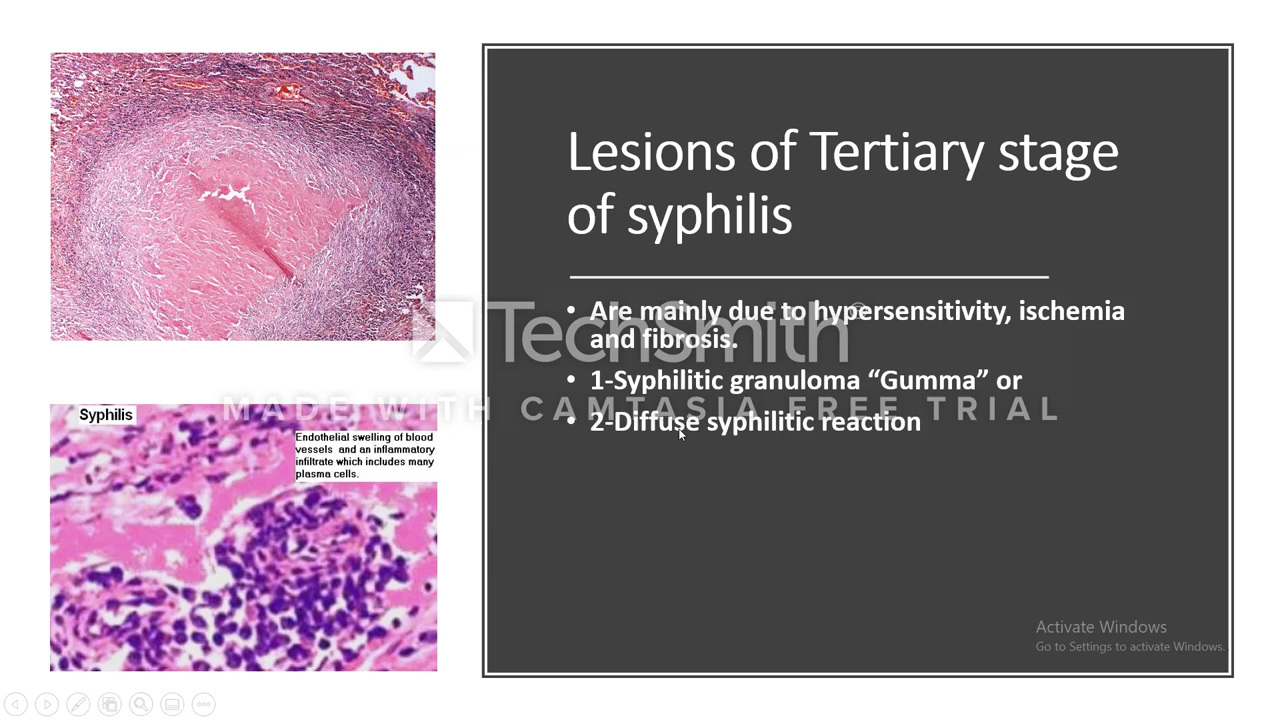 Lesions of Tertiary stage
of syphilis
• Are mainly due to hypersensitivity, ischemia
and fibrosis.
• 1-Syphilitic granuloma “Gumma” or
• 2-Diffuse syphilitic reaction
Syphilis
Endothelial swelling of blood
vessels and an inflammatory
infiltrate which includes many
plasma cells.
TechSmith
MADE WITH CAMTASIA FREE TRIAL
Activate Windows
Go to Settings to activate Windows.